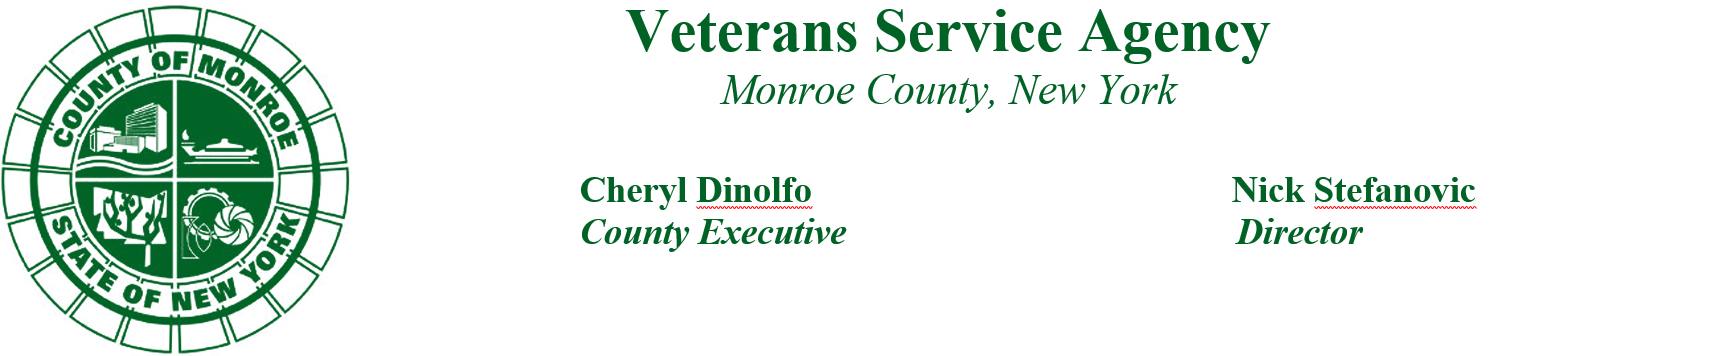 COUNTY OF MONROE
STATE OF NEW YORK
Veterans Service Agency
Monroe County, New York
Cheryl Dinolfo Nick Stefanovic
County Executive Director